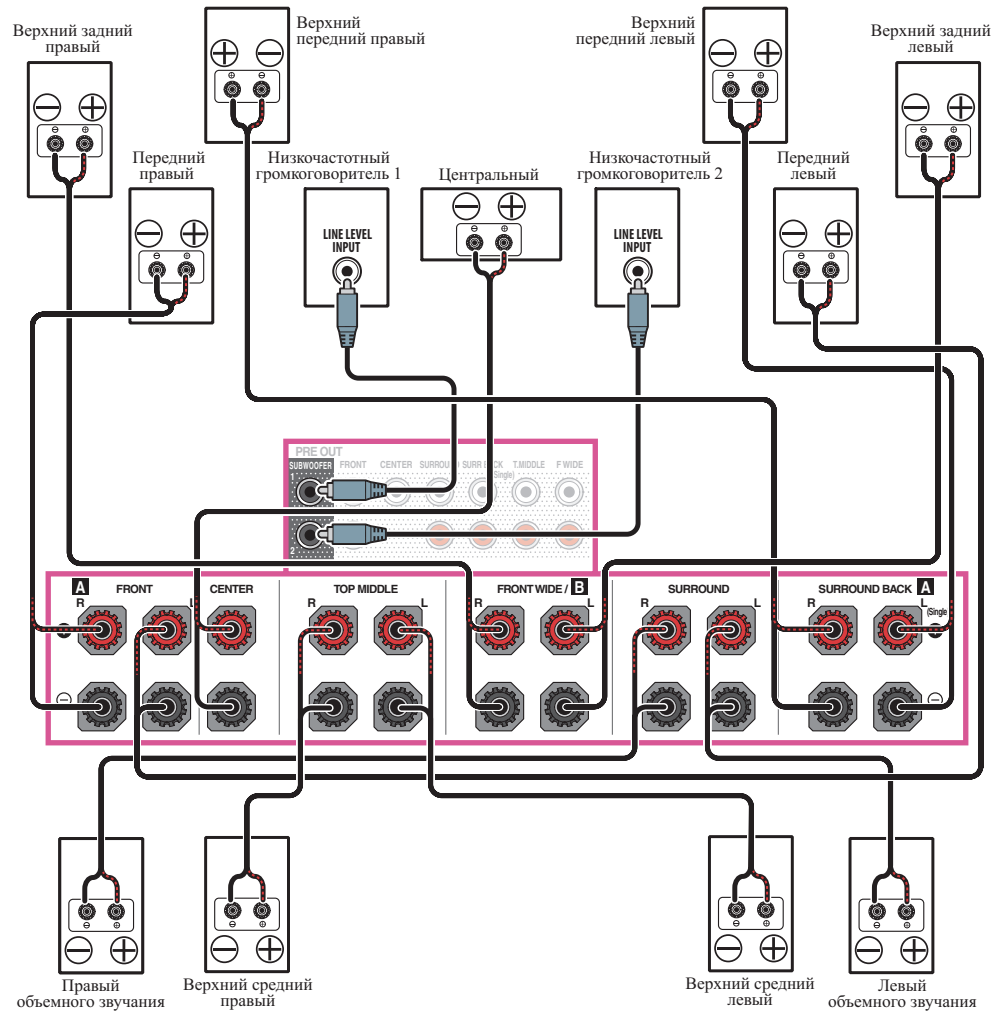 Верхний задний
правый
Верхний
передний правый
Верхний
передний левый
Верхний задний
левый
Передний
правый
Низкочастотный
громкоговоритель 1
Центральный
Низкочастотный
громкоговоритель 2
Передний
левый
LINE LEVEL
INPUT
LINE LEVEL
INPUT
PRE OUT
SUBWOOFER FRONT CENTER SURROUND SURR BACK T.MIDDLE F WIDE
1 (Single)
2
A FRONT CENTER TOP MIDDLE FRONT WIDE / B SURROUND SURROUND BACK A
R L R L R L R L R L
(Single
Правый
объемного звучания
Верхний средний
правый
Верхний средний
левый
Левый
объемного звучания